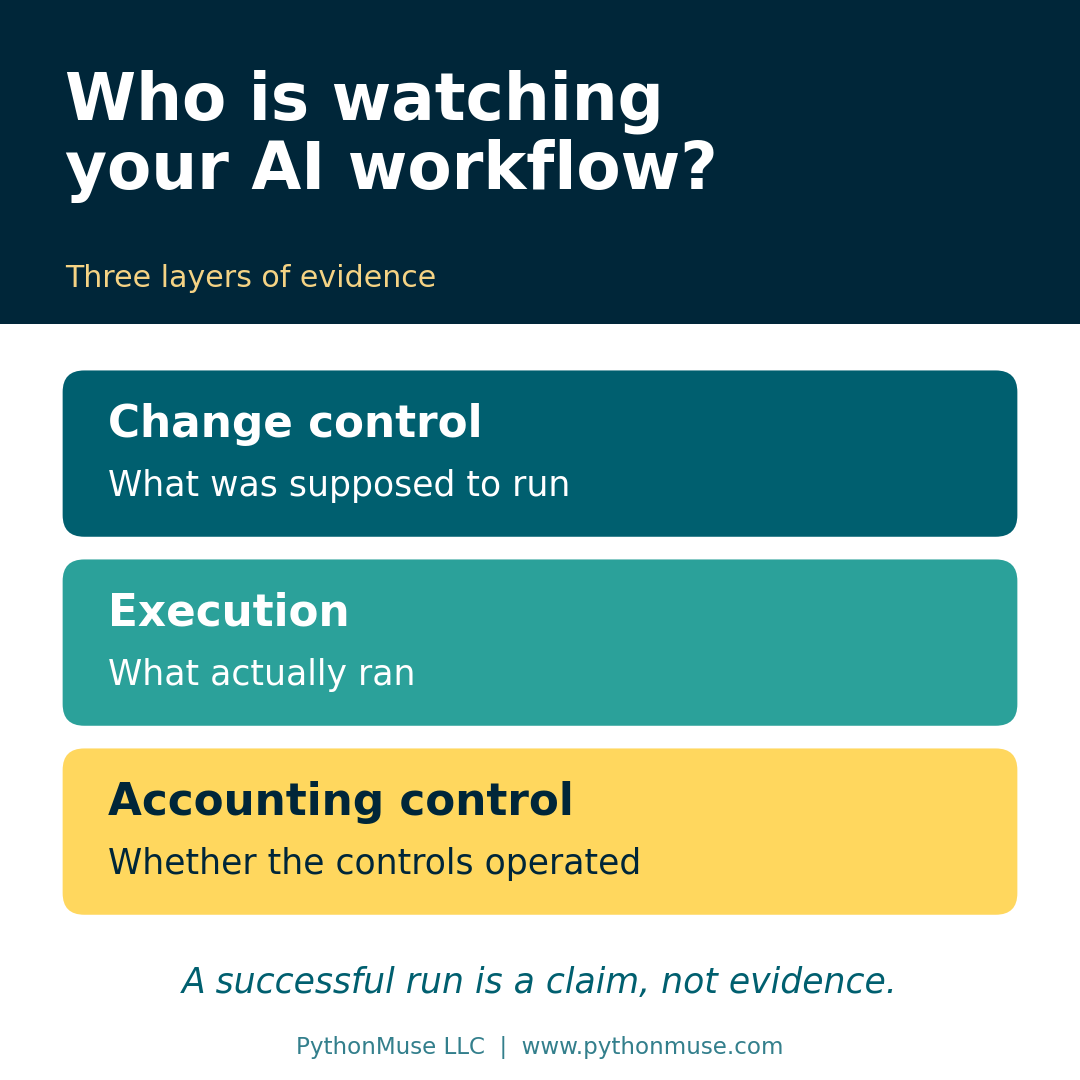 Who is watching
your AI workflow?
Three layers of evidence
Change control
What was supposed to run
Execution
What actually ran
Accounting control
Whether the controls operated
A successful run is a claim, not evidence.
PythonMuse LLC | www.pythonmuse.com